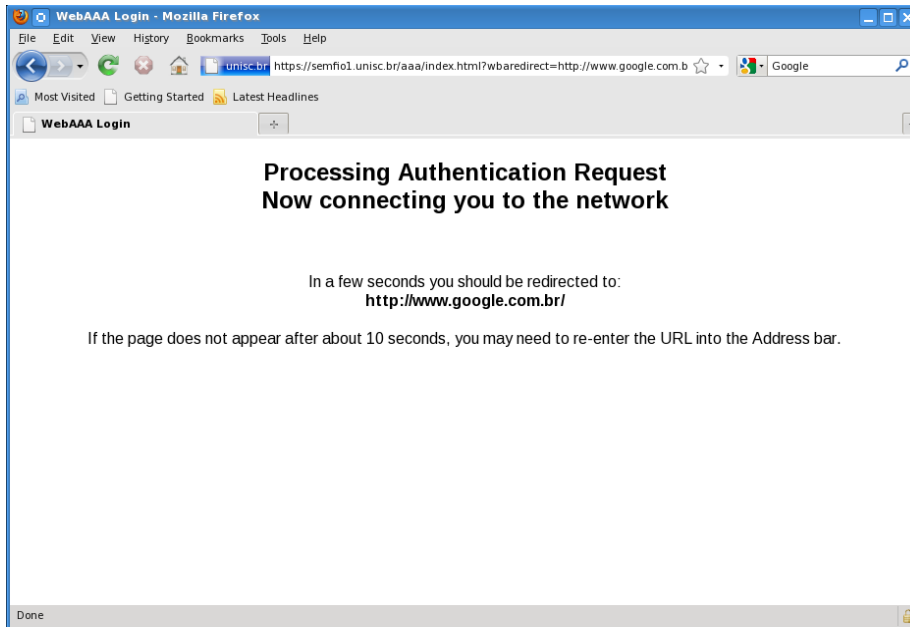 WebAAA Login - Mozilla Firefox
File Edit View History Bookmarks Tools Help
unisc.br https://semfio1.unisc.br/aaa/index.html?wbaredirect=http://www.google.com.b Google
Most Visited Getting Started Latest Headlines
WebAAA Login
Processing Authentication Request
Now connecting you to the network
In a few seconds you should be redirected to:
http://www.google.com.br/
If the page does not appear after about 10 seconds, you may need to re-enter the URL into the Address bar.
Done